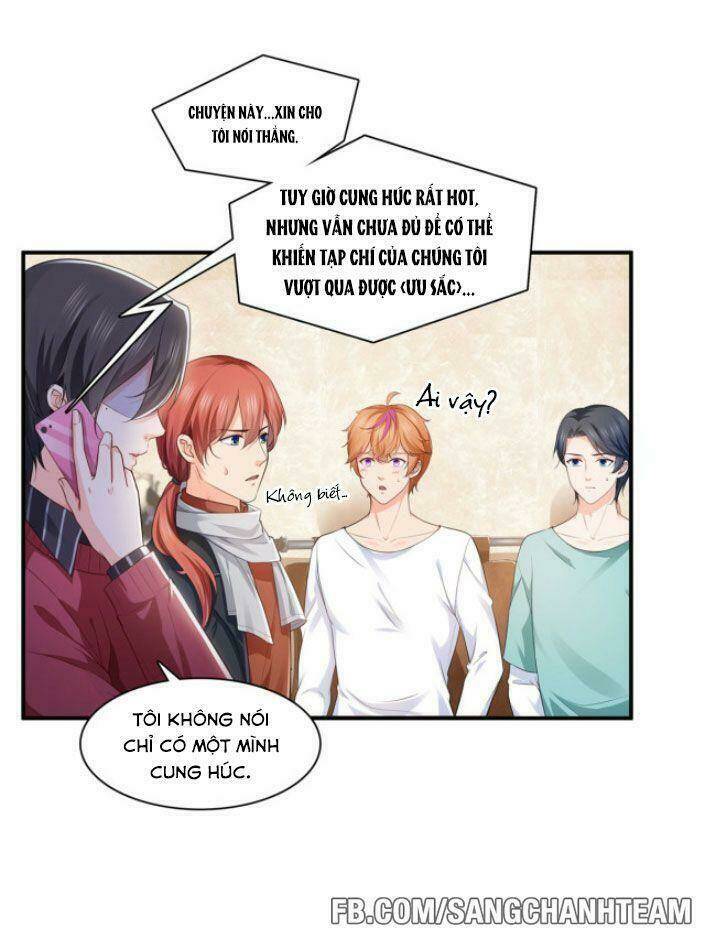 CHUYỆN NÀY...XIN CHO
TÔI NÓI THẲNG.
TUY GIỜ CUNG HÚC RẤT HOT,
NHƯNG VẪN CHƯA ĐỦ ĐỂ CÓ THỂ
KHIẾN TẠP CHÍ CỦA CHÚNG TÔI
VƯỢT QUA ĐƯỢC <ƯU SẮC>...
Ai vậy?
Không biết...
TÔI KHÔNG NÓI
CHỈ CÓ MỘT MÌNH
CUNG HÚC.
FB.COM/SANGCHANHTEAM